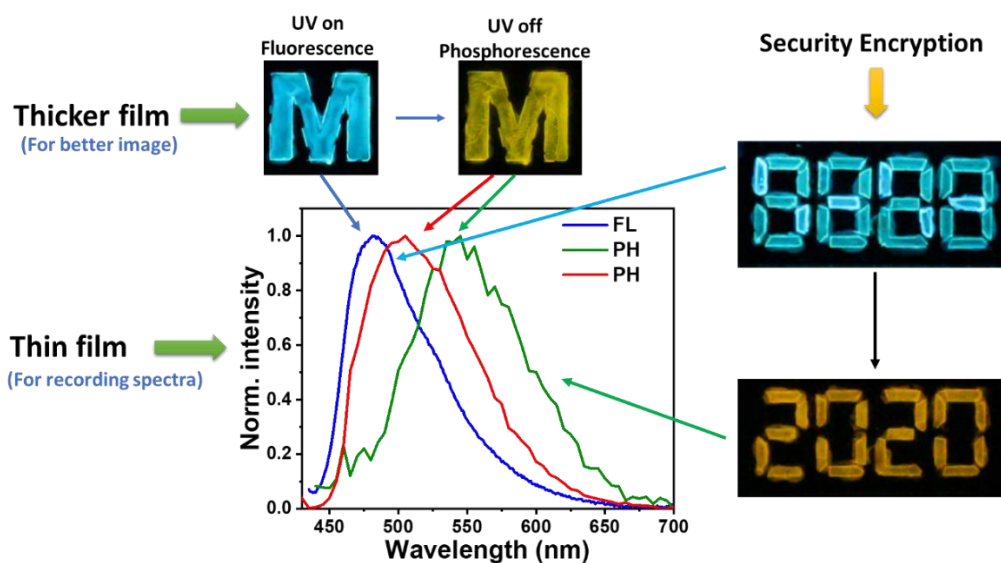 UV on
Fluorescence
UV off
Phosphorescence
Security Encryption
Thicker film
(For better image)
M
M
8888
FL
PH
PH
1.0
0.8
0.6
0.4
0.2
0.0
Norm. intensity
450 500 550 600 650 700
Wavelength (nm)
Thin film
(For recording spectra)
2020